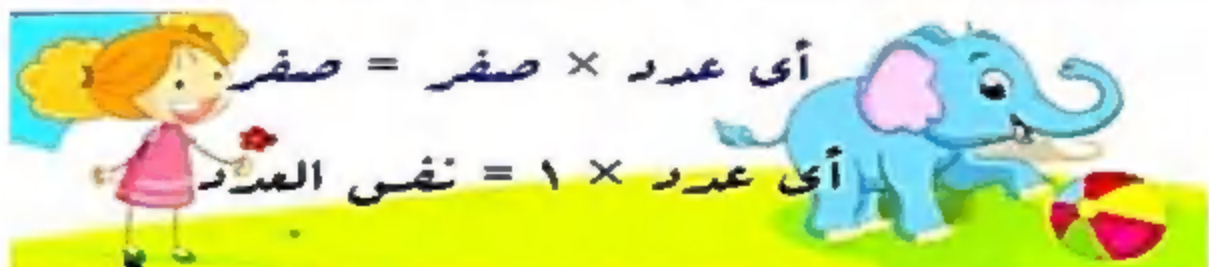 أى عدد × صفر = صفر
أى عدد × ١ = نفس العدد